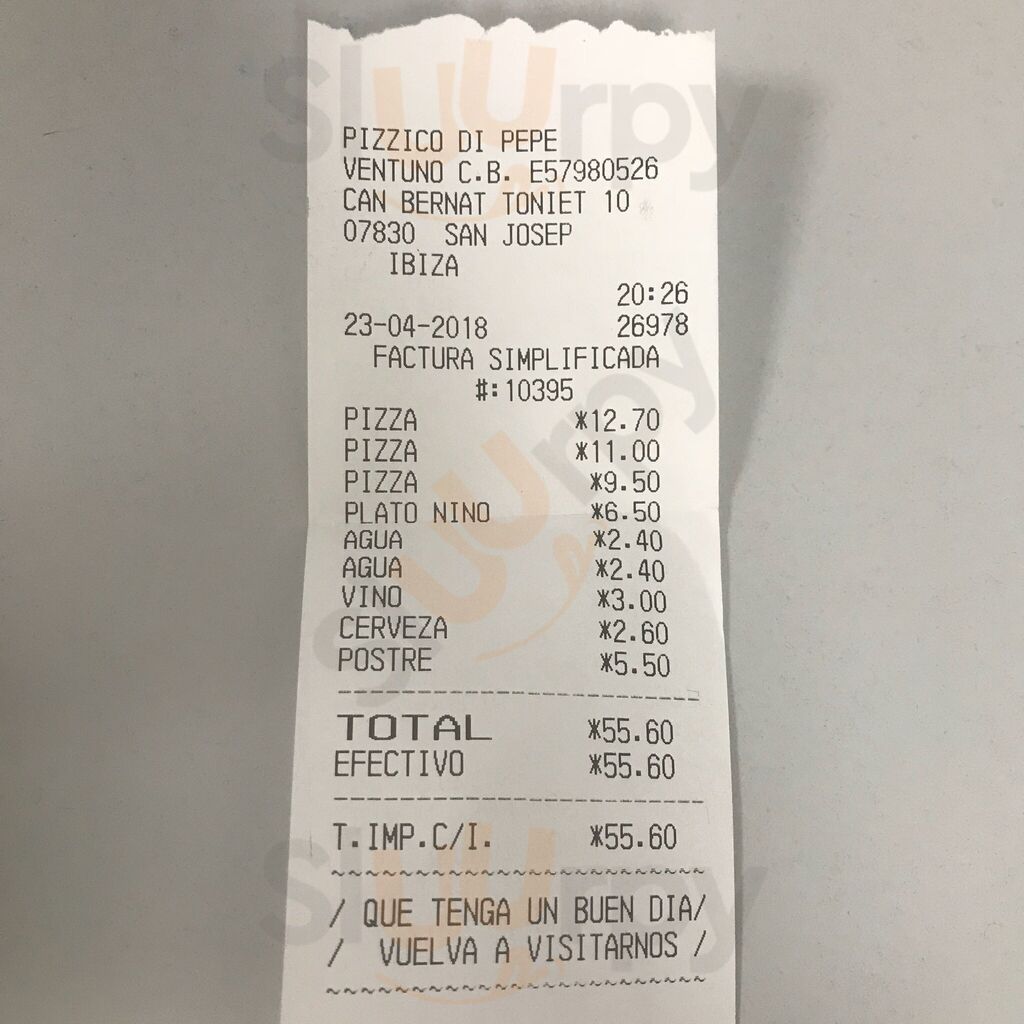 PIZZICO DI PEPE
VENTUNO C.B. E57980526
CAN BERNAT TONIET 10
07830 SAN JOSEP
IBIZA
20:26
23-04-2018 26978
FACTURA SIMPLIFICADA
#:10395
PIZZA *12.70
PIZZA *11.00
PIZZA *9.50
PLATO NINO *6.50
AGUA *2.40
AGUA *2.40
VINO *3.00
CERVEZA *2.60
POSTRE *5.50
TOTAL *55.60
EFECTIVO *55.60
T.IMP.C/I. *55.60
/ QUE TENGA UN BUEN DIA/
/ VUELVA A VISITARNOS /
slUUrpy
slUUrpy
slUUrpy